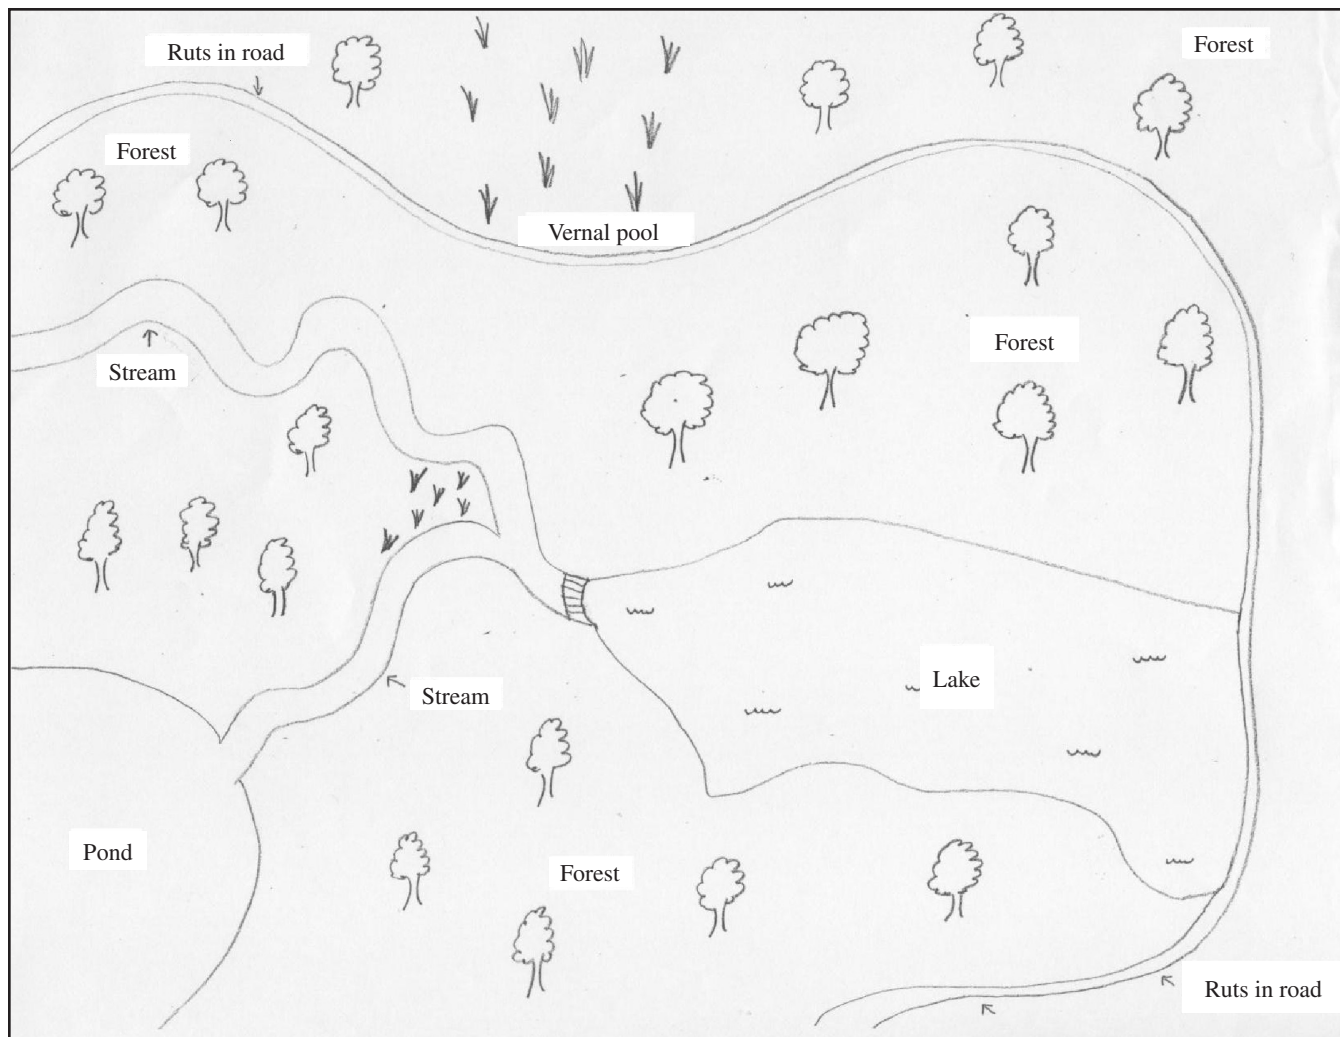 Forest
Ruts in road
Forest
Vernal pool
Forest
Stream
Lake
Stream
Pond
Forest
Ruts in road